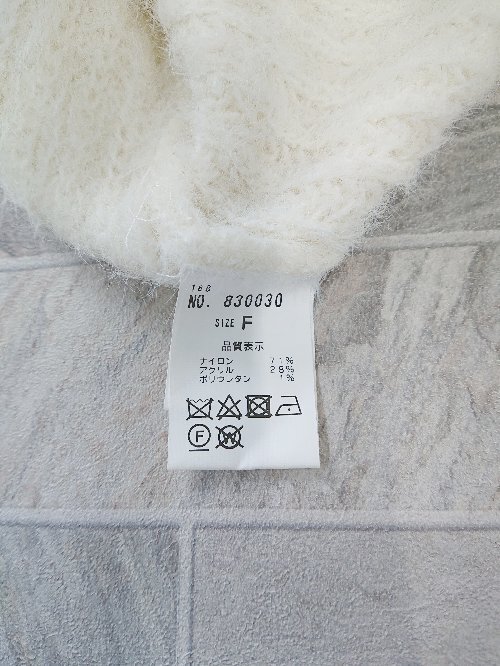 180
NO. 830030
SIZE F
品質表示
ナイロン 71%
アクリル 28%
ポリウレタン 1%
F W